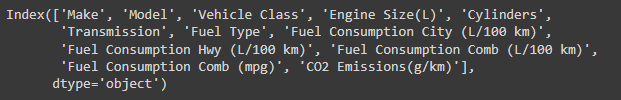 Index(['Make', 'Model', 'Vehicle Class', 'Engine Size(L)', 'Cylinders',
'Transmission', 'Fuel Type', 'Fuel Consumption City (L/100 km)',
'Fuel Consumption Hwy (L/100 km)', 'Fuel Consumption Comb (L/100 km)',
'Fuel Consumption Comb (mpg)', 'CO2 Emissions(g/km)'],
dtype='object')